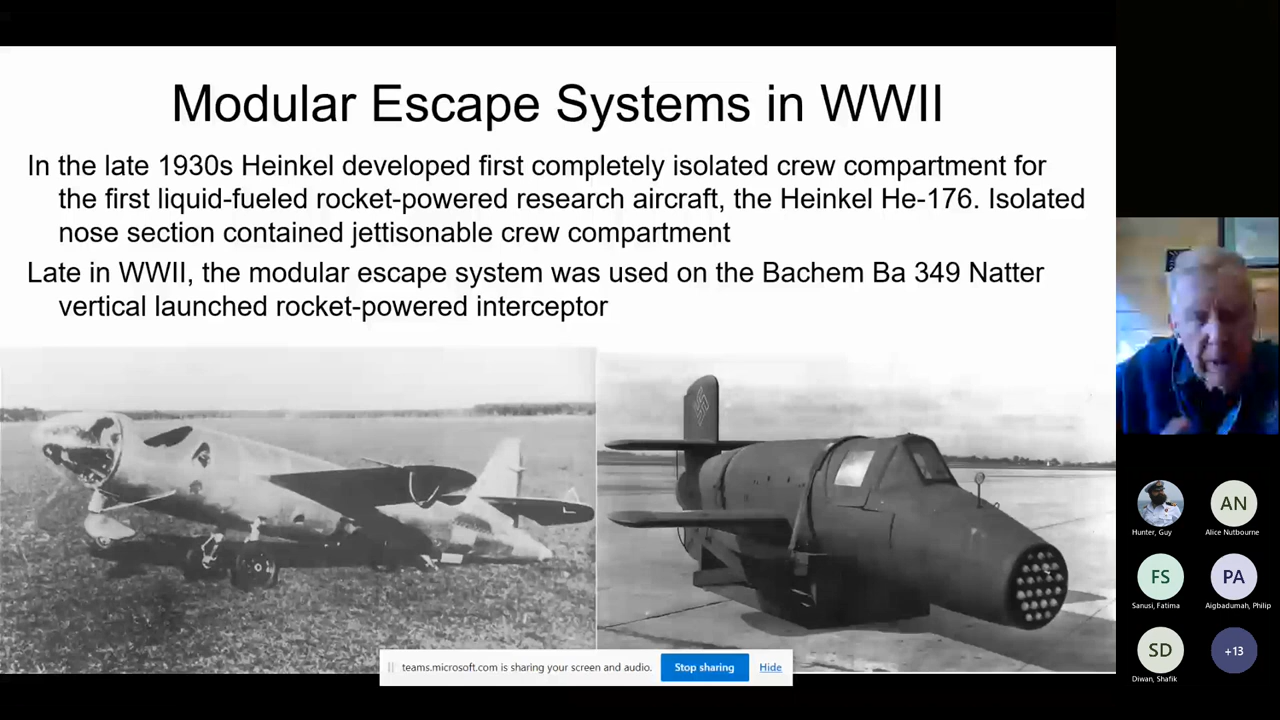 Modular Escape Systems in WWII
In the late 1930s Heinkel developed first completely isolated crew compartment for
the first liquid-fueled rocket-powered research aircraft, the Heinkel He-176. Isolated
nose section contained jettisonable crew compartment
Late in WWII, the modular escape system was used on the Bachem Ba 349 Natter
vertical launched rocket-powered interceptor
teams.microsoft.com is sharing your screen and audio.
Stop sharing
Hide
AN
Hunter, Guy
Alice Nutbourne
FS
PA
Sanusi, Fatima
Aigbadumah, Philip
SD
+13
Diwan, Shafik